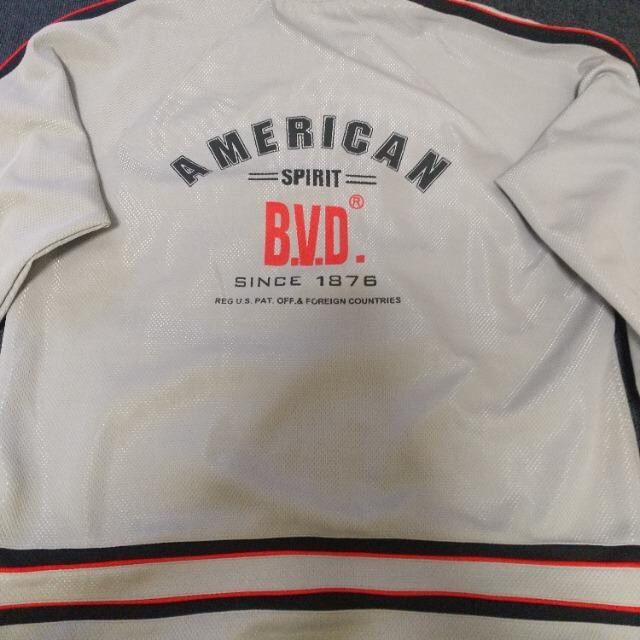 AMERICAN
SPIRIT
B.V.D.®
SINCE 1876
REG U.S. PAT. OFF.& FOREIGN COUNTRIES